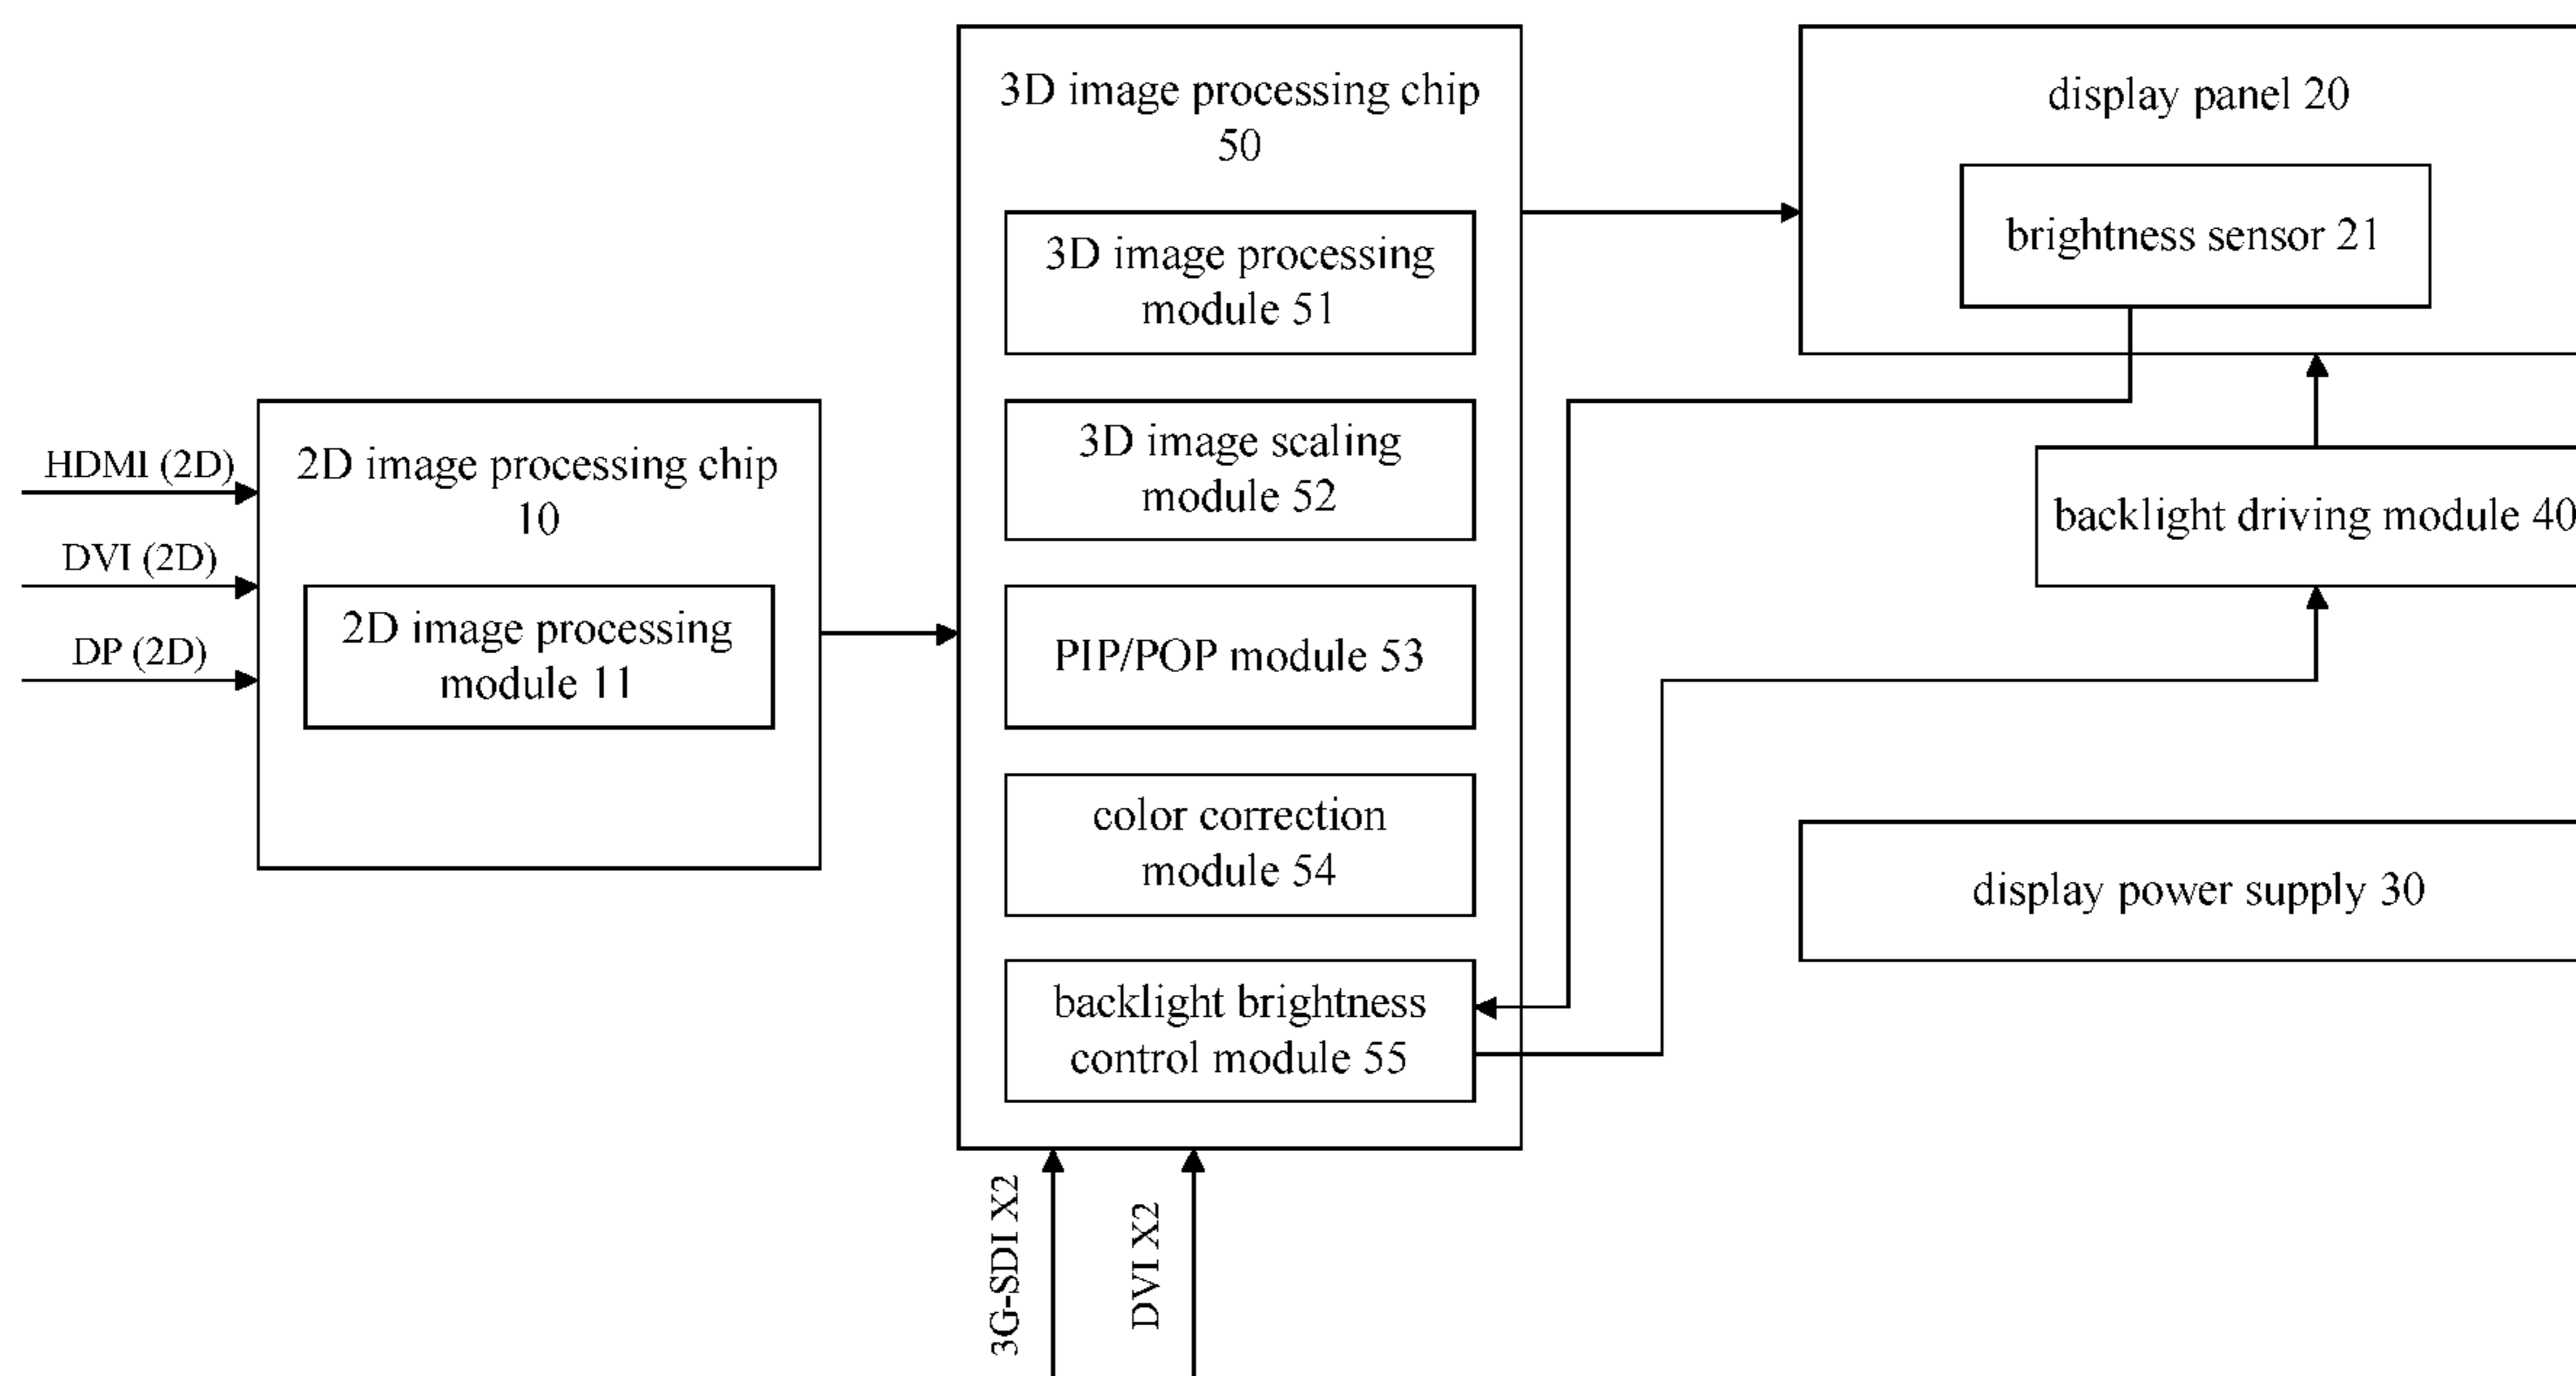 HDMI (2D)
DVI (2D)
DP (2D)
2D image processing chip
10
2D image processing
module 11
3D image processing chip
50
3D image processing
module 51
3D image scaling
module 52
PIP/POP module 53
color correction
module 54
backlight brightness
control module 55
3G-SDI X2
DVI X2
display panel 20
brightness sensor 21
backlight driving module 40
display power supply 30